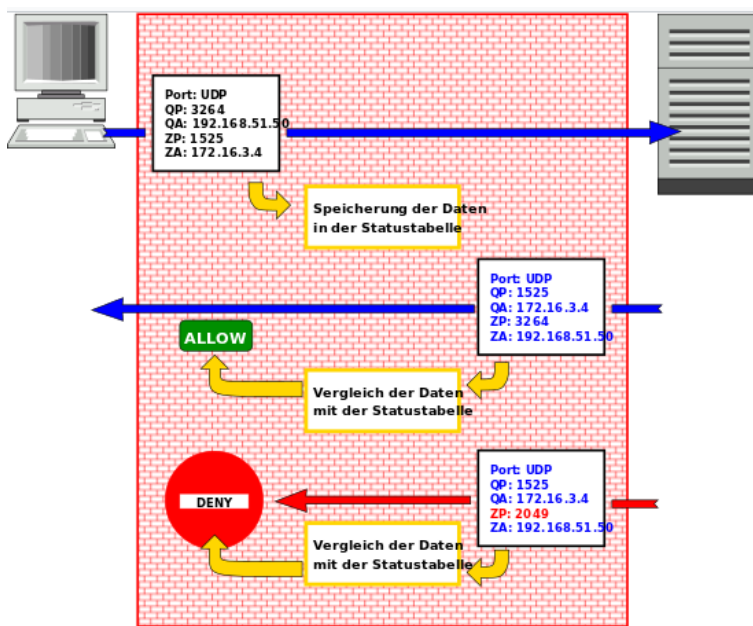 Port: UDP
QP: 3264
QA: 192.168.51.50
ZP: 1525
ZA: 172.16.3.4
Speicherung der Daten
in der Statustabelle
Port: UDP
QP: 1525
QA: 172.16.3.4
ZP: 3264
ZA: 192.168.51.50
ALLOW
Vergleich der Daten
mit der Statustabelle
Port: UDP
QP: 1525
QA: 172.16.3.4
ZP: 2049
ZA: 192.168.51.50
DENY
Vergleich der Daten
mit der Statustabelle